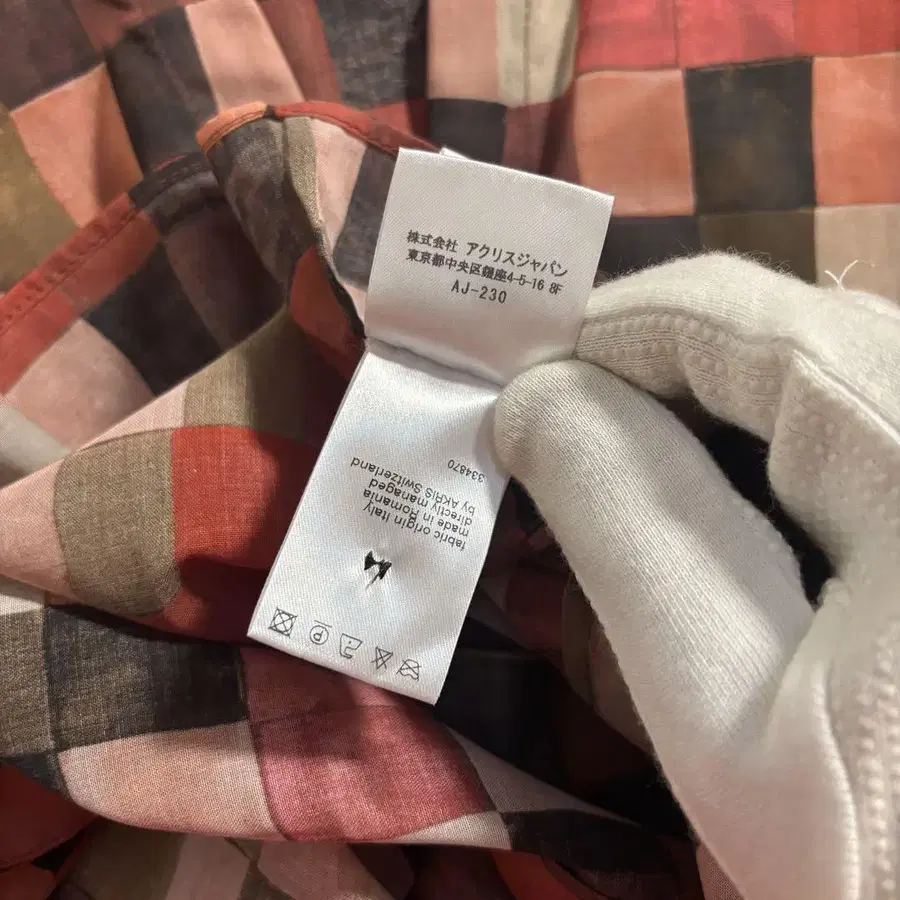 株式会社 アクリスジャパン
東京都中央区銀座4-5-16 8F
AJ-230
fabric origin Italy
made in Romania
directly managed
by AKRIS Switzerland
334870